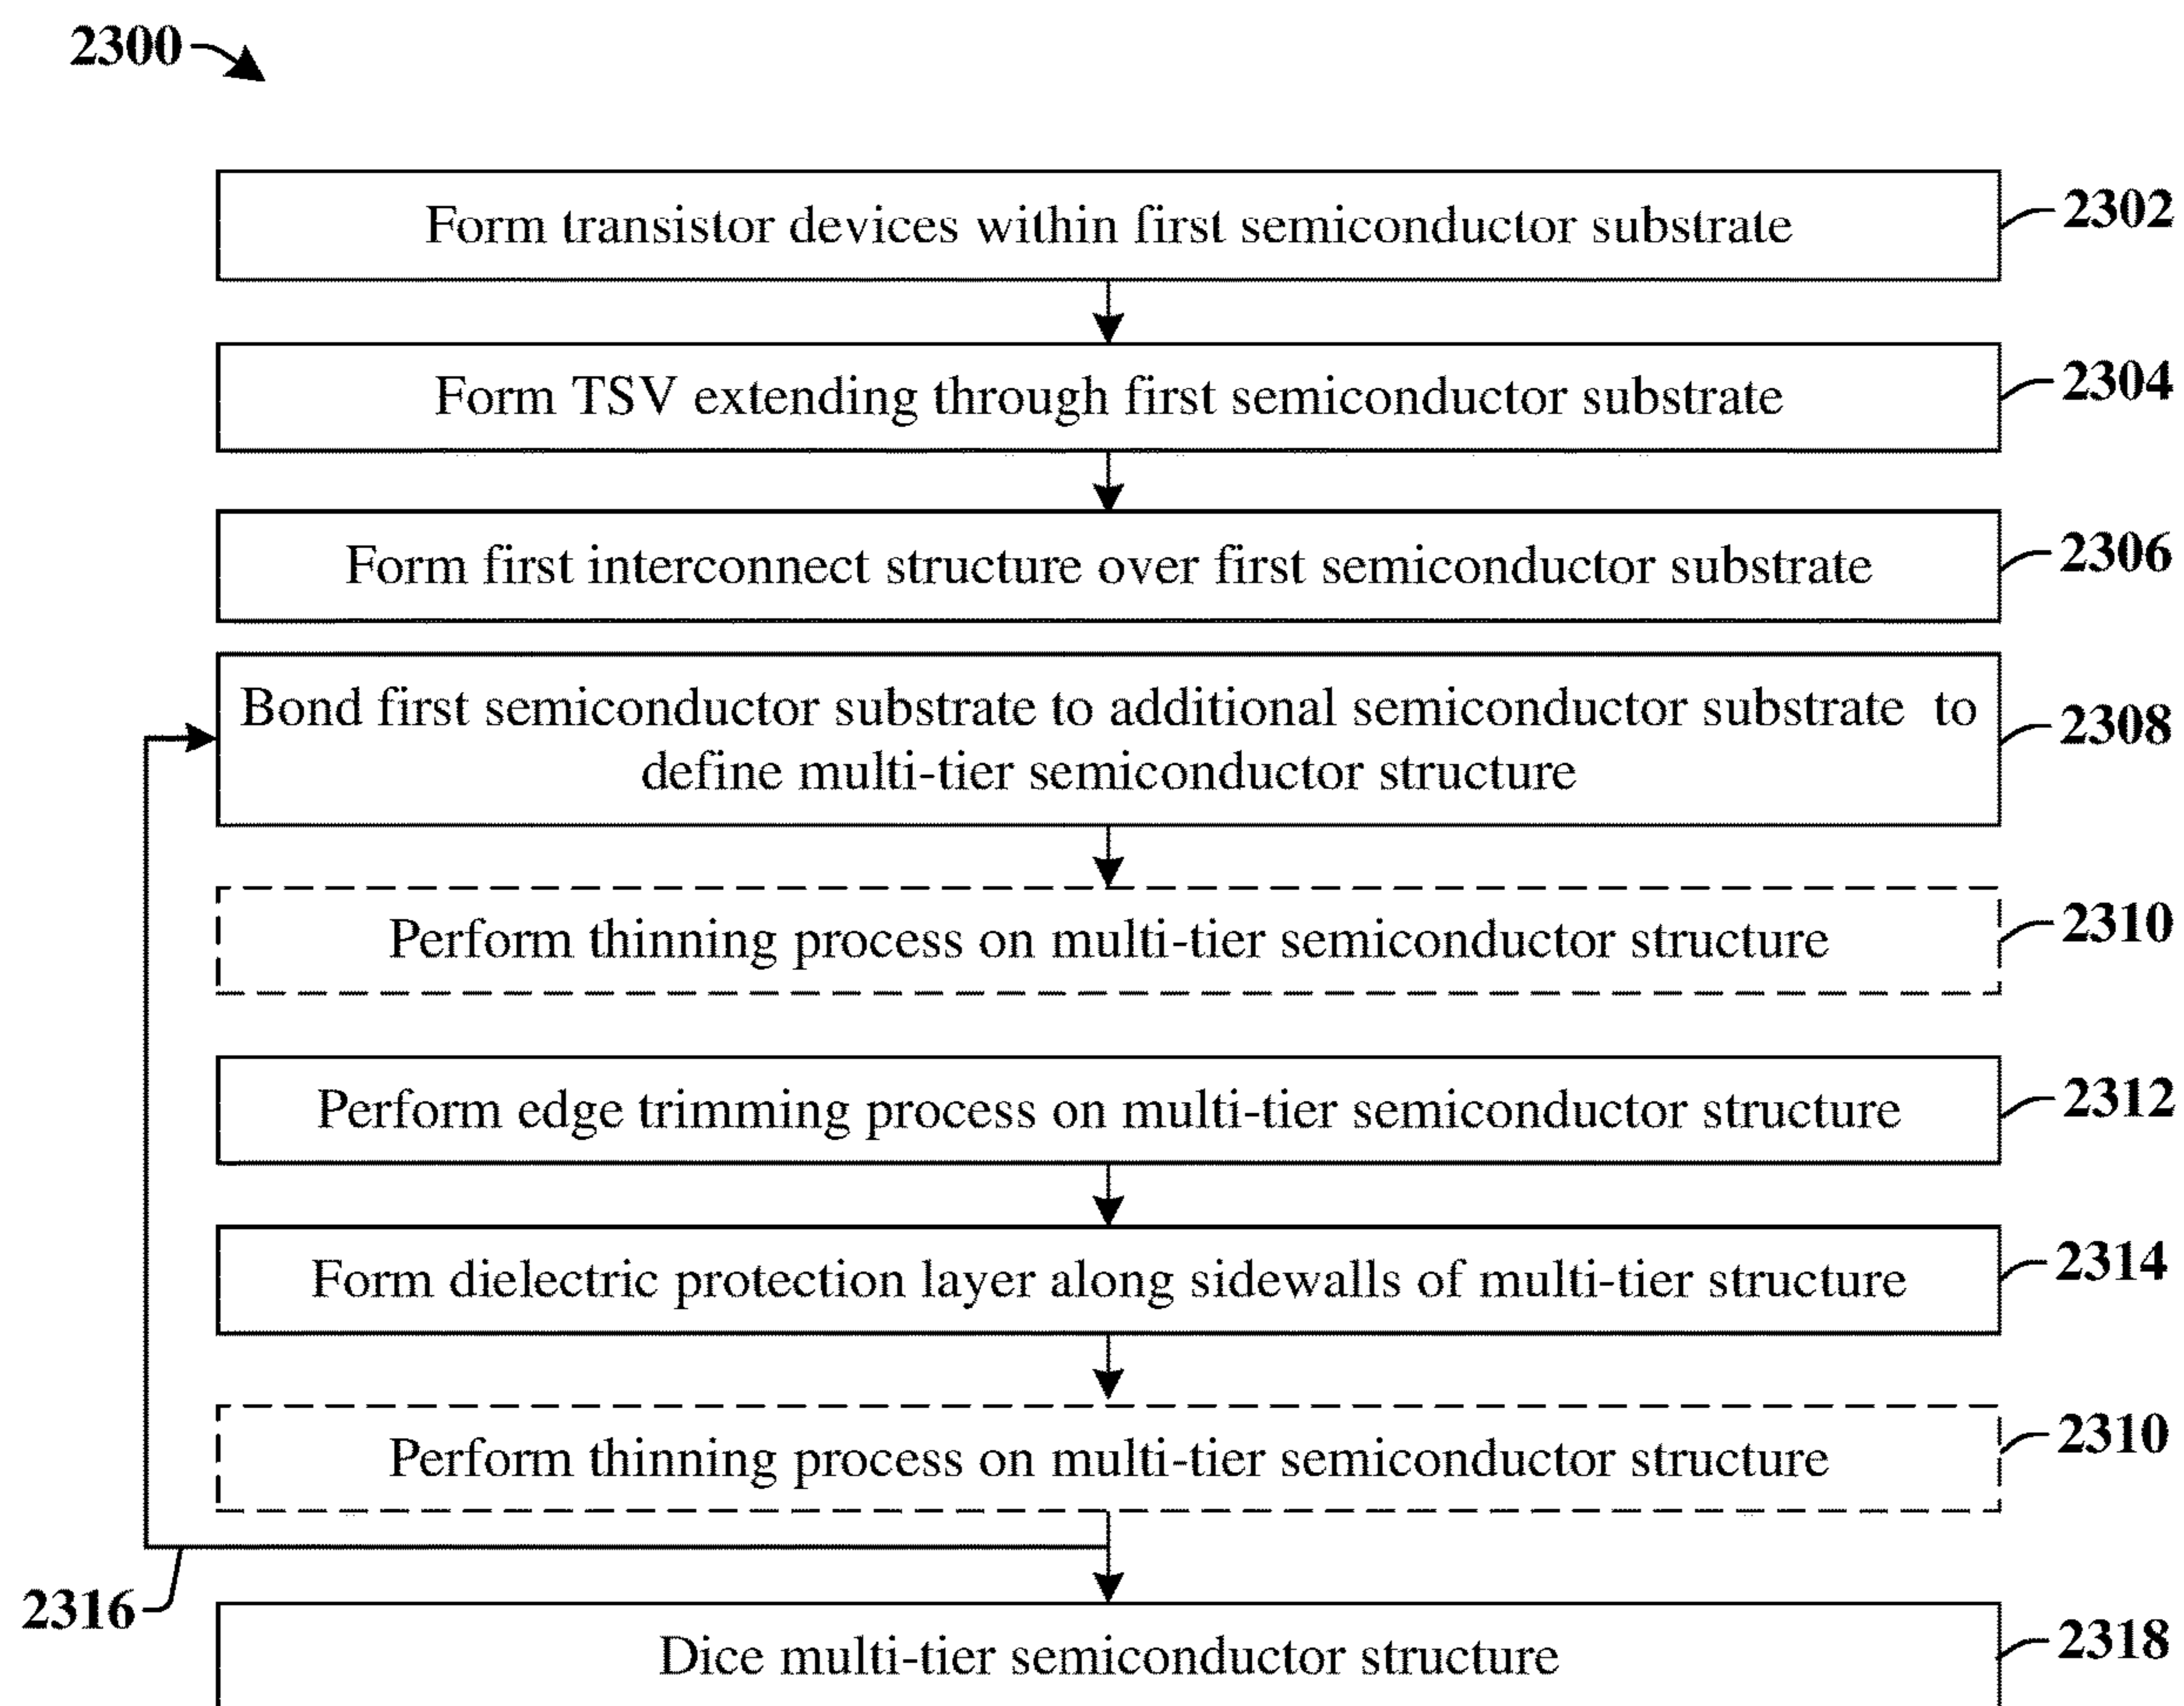 2300
Form transistor devices within first semiconductor substrate
2302
Form TSV extending through first semiconductor substrate
2304
Form first interconnect structure over first semiconductor substrate
2306
Bond first semiconductor substrate to additional semiconductor substrate to
define multi-tier semiconductor structure
2308
Perform thinning process on multi-tier semiconductor structure
2310
Perform edge trimming process on multi-tier semiconductor structure
2312
Form dielectric protection layer along sidewalls of multi-tier structure
2314
Perform thinning process on multi-tier semiconductor structure
2310
2316
Dice multi-tier semiconductor structure
2318